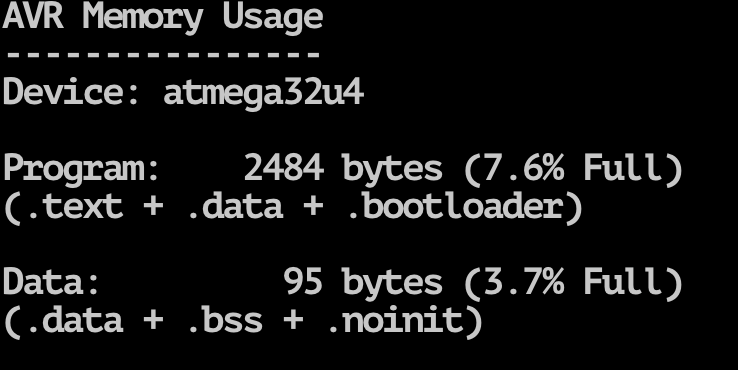 AVR Memory Usage
----------------
Device: atmega32u4
Program:    2484 bytes (7.6% Full)
(.text + .data + .bootloader)
Data:         95 bytes (3.7% Full)
(.data + .bss + .noinit)